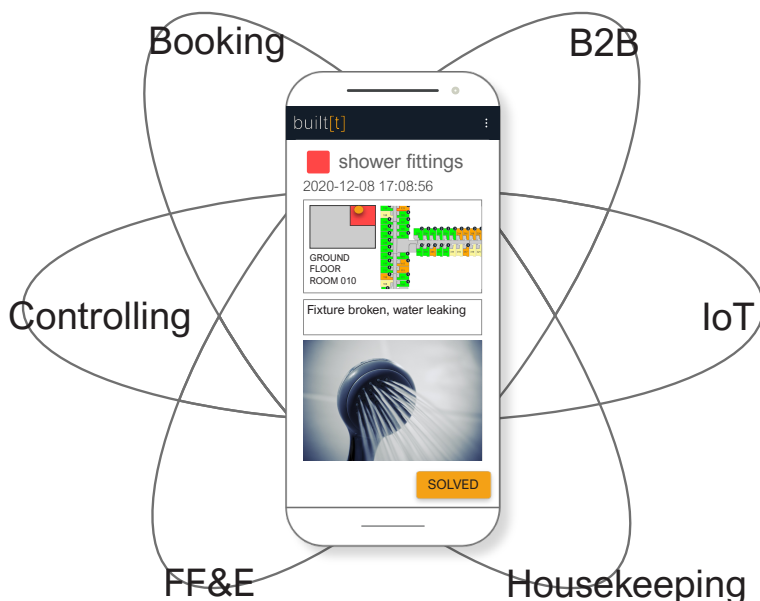 Booking
B2B
built[t]
shower fittings
2020-12-08 17:08:56
GROUND
FLOOR
ROOM 010
Fixture broken, water leaking
Controlling
IoT
SOLVED
FF&E
Housekeeping